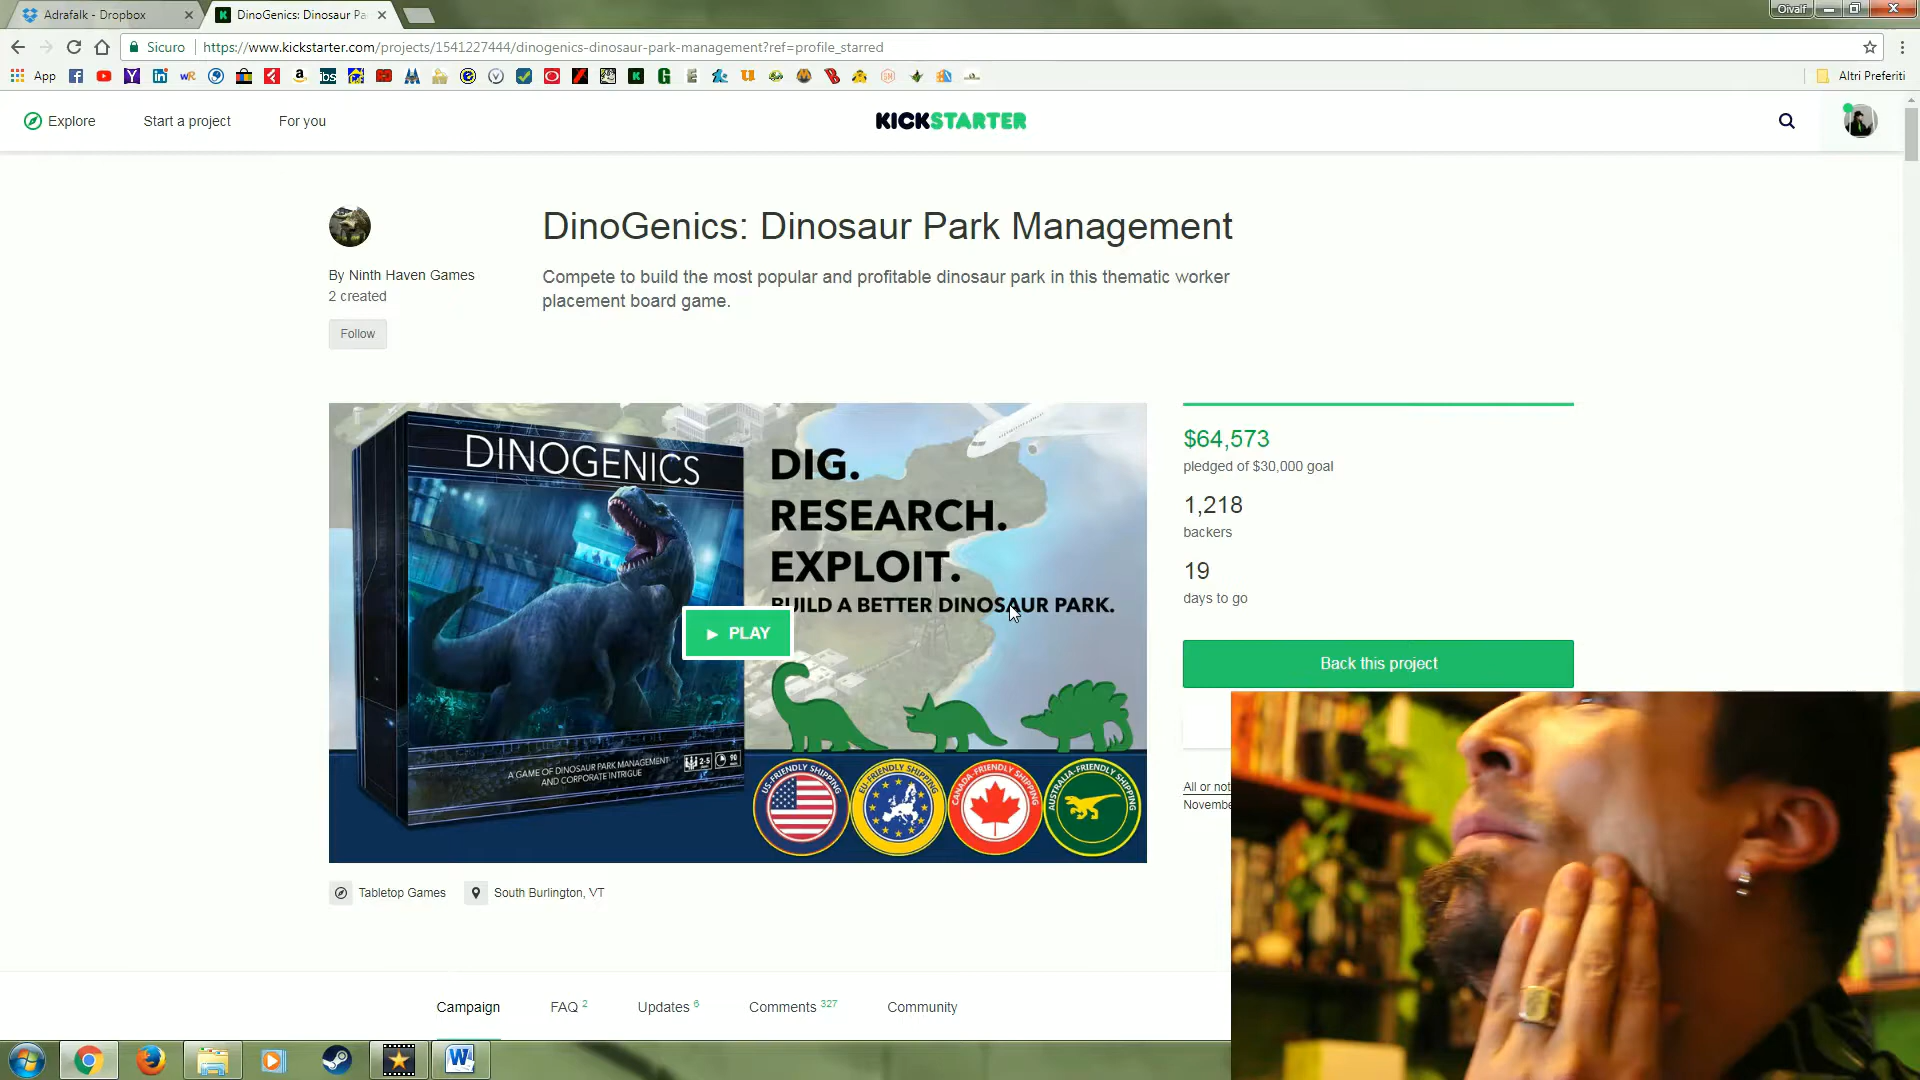 Adrafalk - Dropbox
DinoGenics: Dinosaur Pa
Oivalf
Sicuro
https://www.kickstarter.com/projects/1541227444/dinogenics-dinosaur-park-management?ref=profile_starred
App
Altri Preferiti
Explore
Start a project
For you
KICKSTARTER
DinoGenics: Dinosaur Park Management
By Ninth Haven Games
2 created
Follow
Compete to build the most popular and profitable dinosaur park in this thematic worker
placement board game.
DINOGENICS
A GAME OF DINOSAUR PARK MANAGEMENT
AND CORPORATE INTRIGUE
2-5
90
DIG.
RESEARCH.
EXPLOIT.
BUILD A BETTER DINOSAUR PARK.
PLAY
US-FRIENDLY SHIPPING
EU-FRIENDLY SHIPPING
CANADA-FRIENDLY SHIPPING
AUSTRALIA-FRIENDLY SHIPPING
$64,573
pledged of $30,000 goal
1,218
backers
19
days to go
Back this project
All or not
Novembe
Tabletop Games
South Burlington, VT
Campaign
FAQ 2
Updates 6
Comments 327
Community